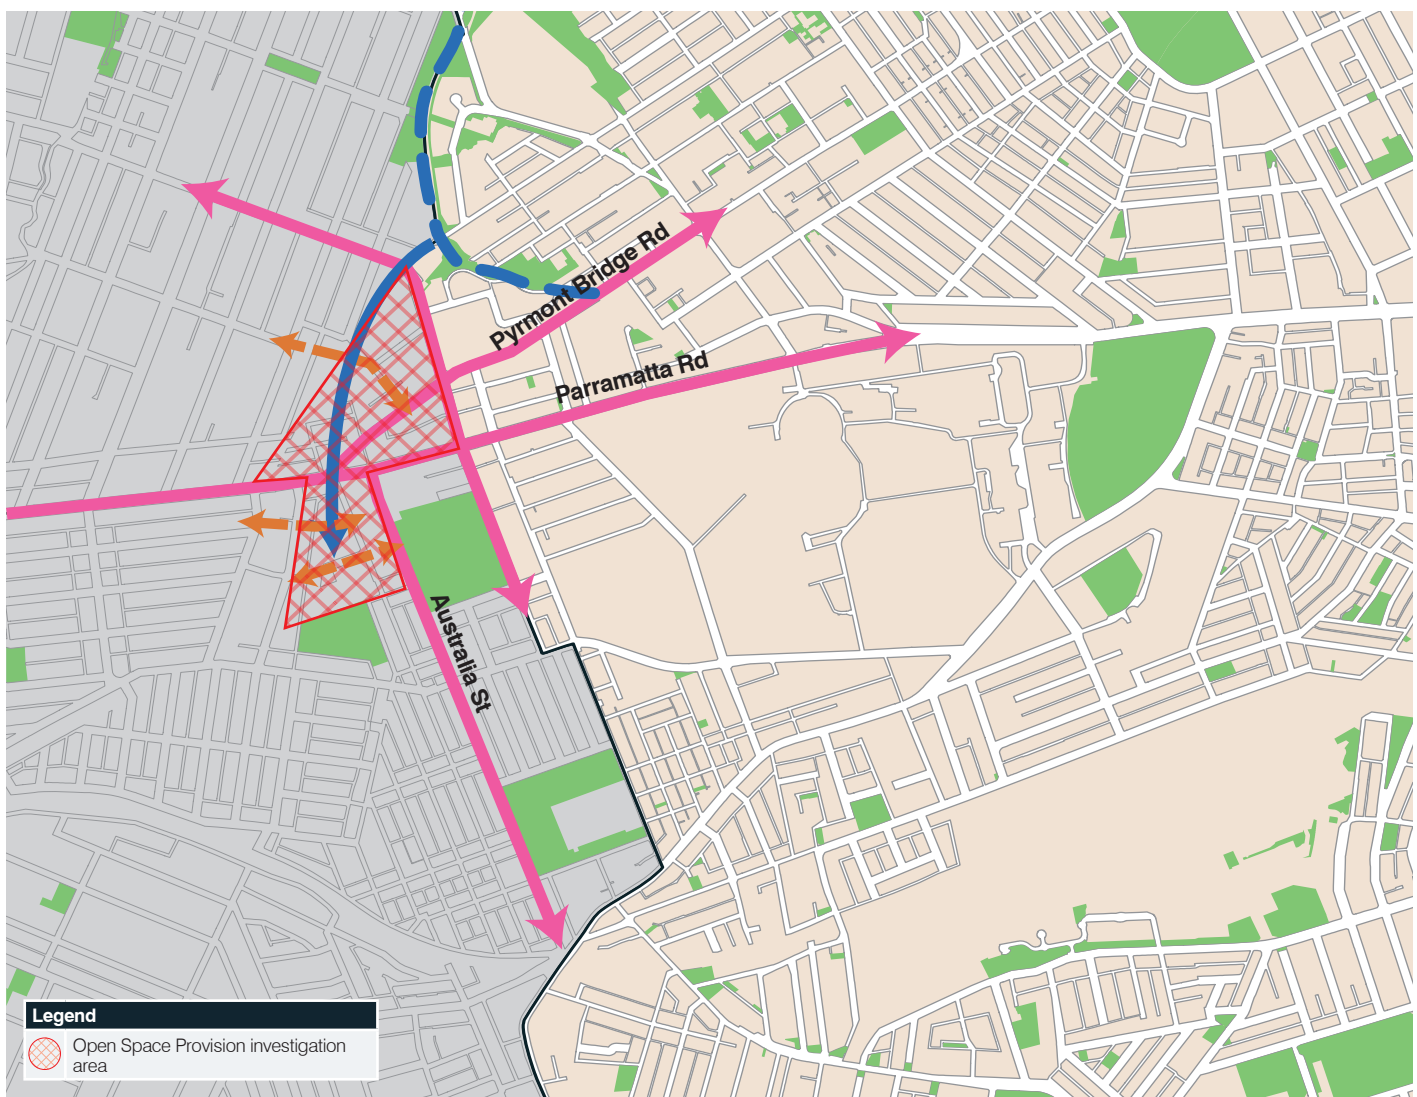 Pyrmont Bridge Rd
Parramatta Rd
Australia St
Legend
Open Space Provision investigation
area